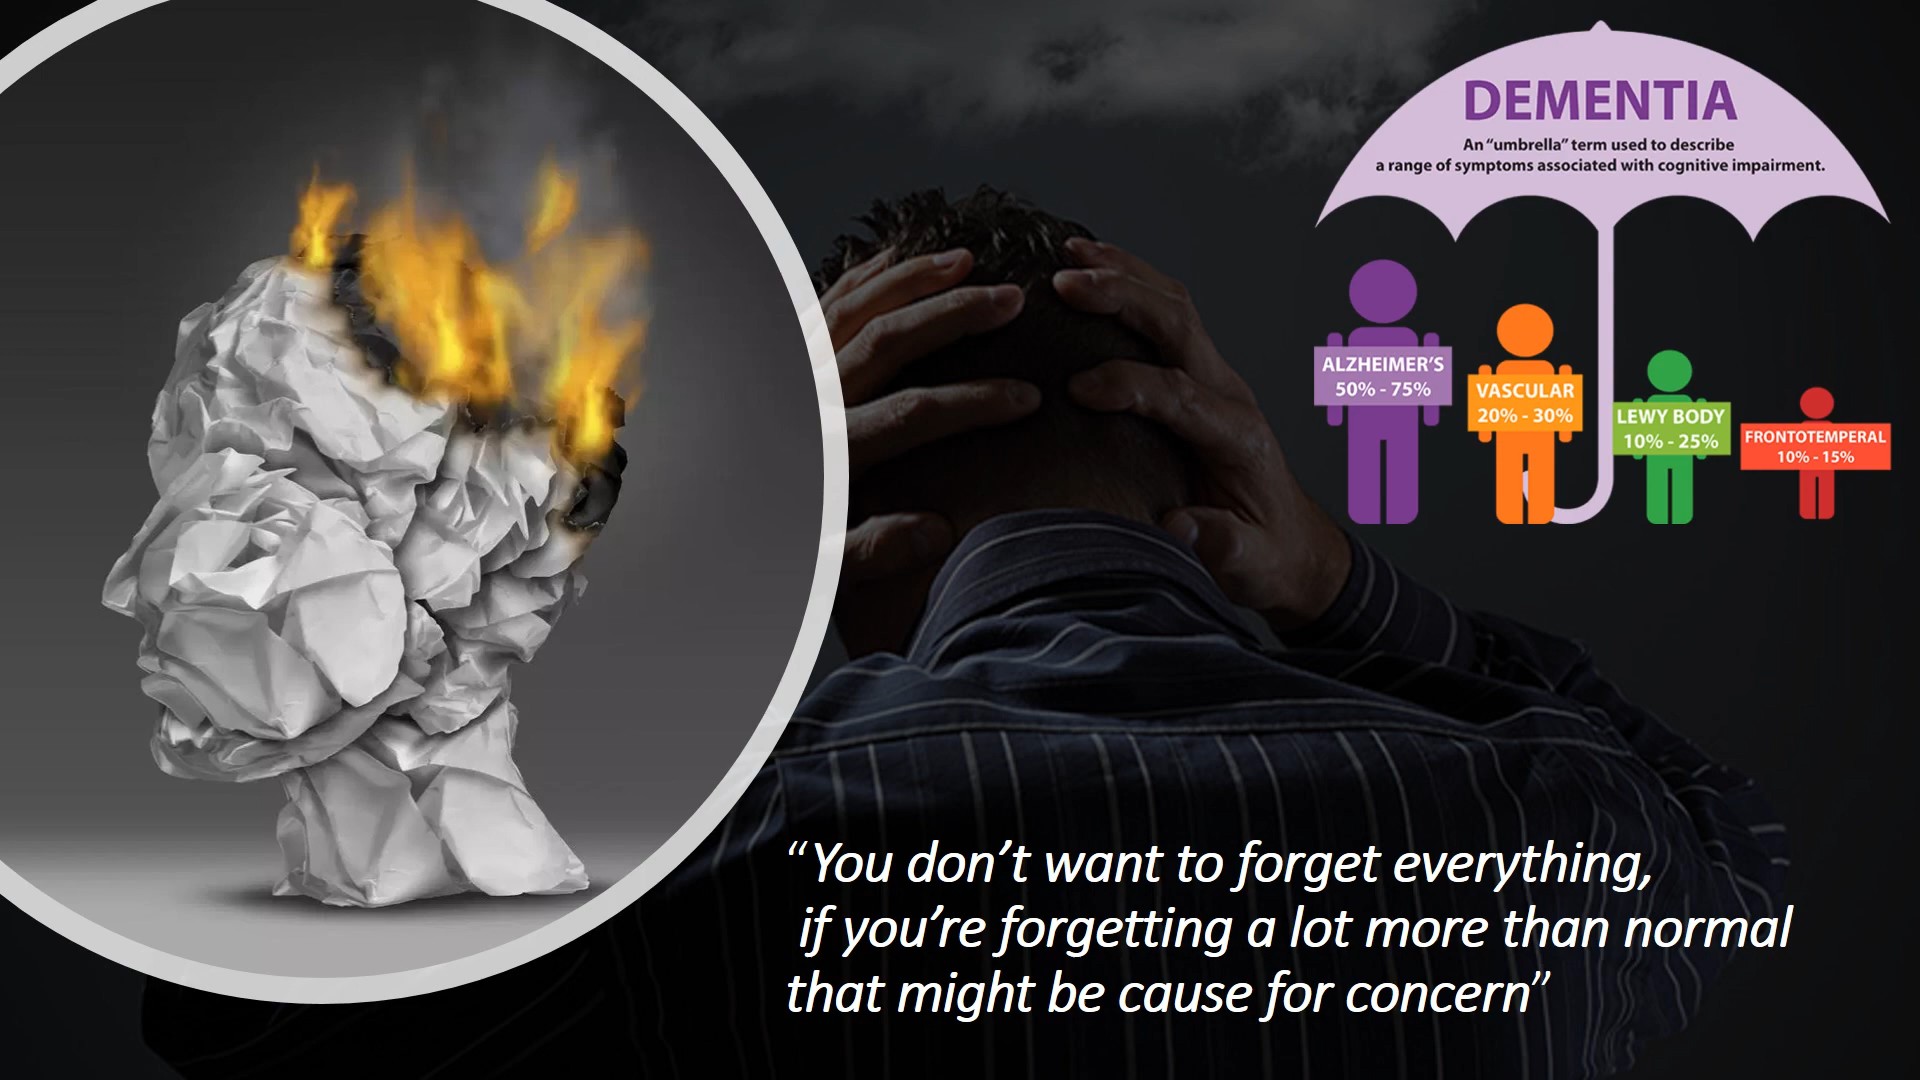 DEMENTIA
An “umbrella” term used to describe
a range of symptoms associated with cognitive impairment.
ALZHEIMER’S
50% - 75%
VASCULAR
20% - 30%
LEWY BODY
10% - 25%
FRONTOTEMPERAL
10% - 15%
“You don’t want to forget everything,
if you’re forgetting a lot more than normal
that might be cause for concern”